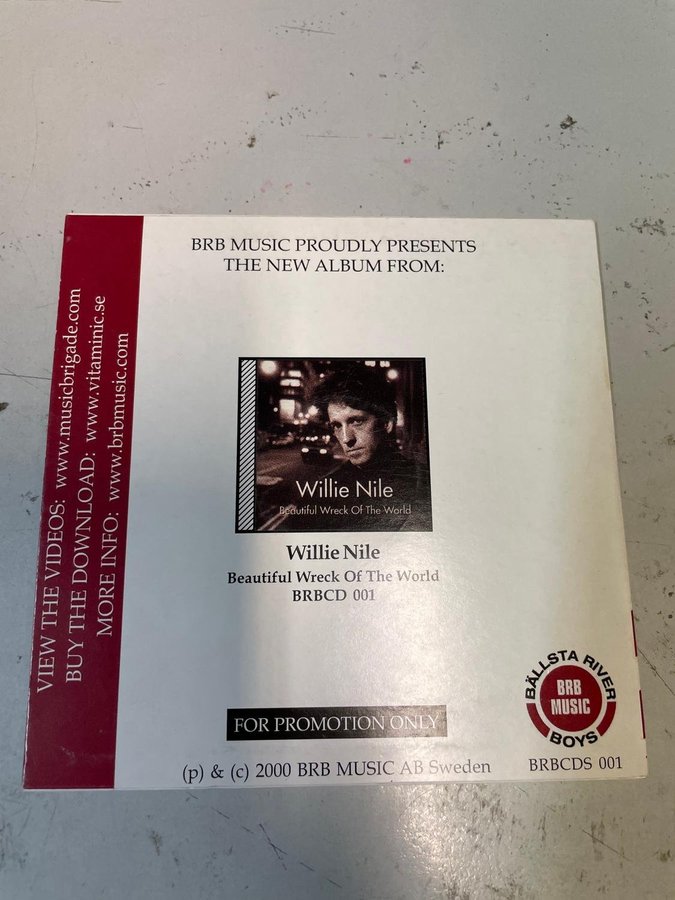 BRB MUSIC PROUDLY PRESENTS
THE NEW ALBUM FROM:
VIEW THE VIDEOS: www.musicbrigade.com
BUY THE DOWNLOAD: www.vitaminic.se
MORE INFO: www.brbmusic.com
Willie Nile
Beautiful Wreck Of The World
Willie Nile
Beautiful Wreck Of The World
BRBCD 001
FOR PROMOTION ONLY
BÄLLSTA RIVER
BRB
MUSIC
BOYS
(p) & (c) 2000 BRB MUSIC AB Sweden
BRBCDS 001